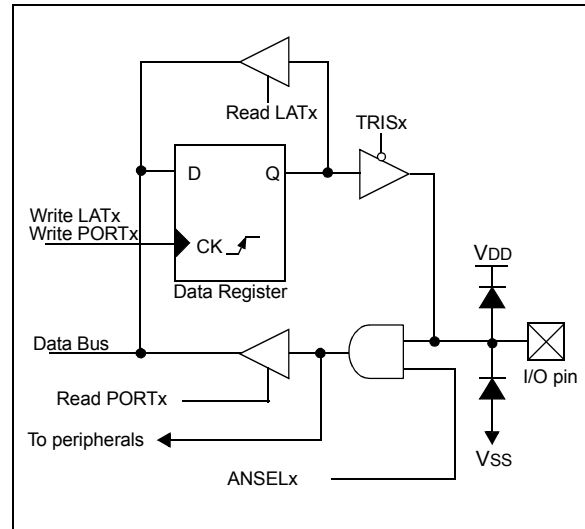 Read LATx
TRISx
D
Q
Write LATx
Write PORTx
CK
VDD
Data Register
Data Bus
I/O pin
Read PORTx
To peripherals
VSS
ANSELx